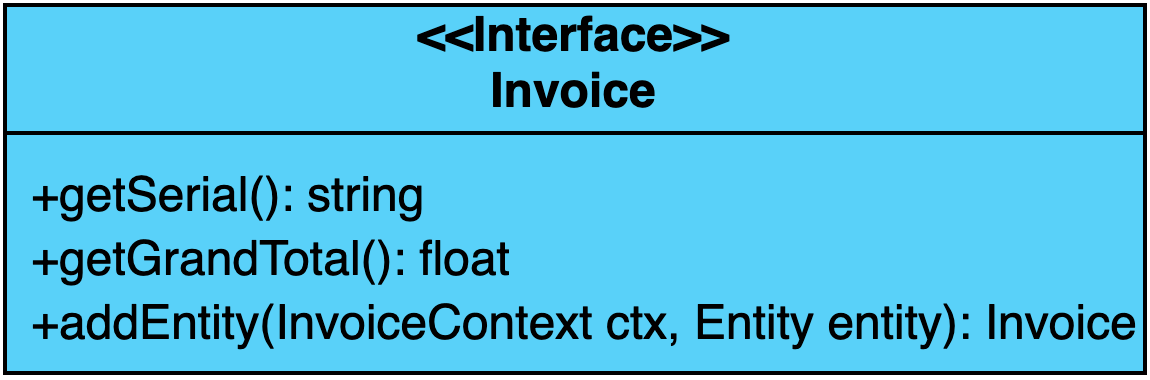 <<Interface>>
Invoice
+getSerial(): string
+getGrandTotal(): float
+addEntity(InvoiceContext ctx, Entity entity): Invoice